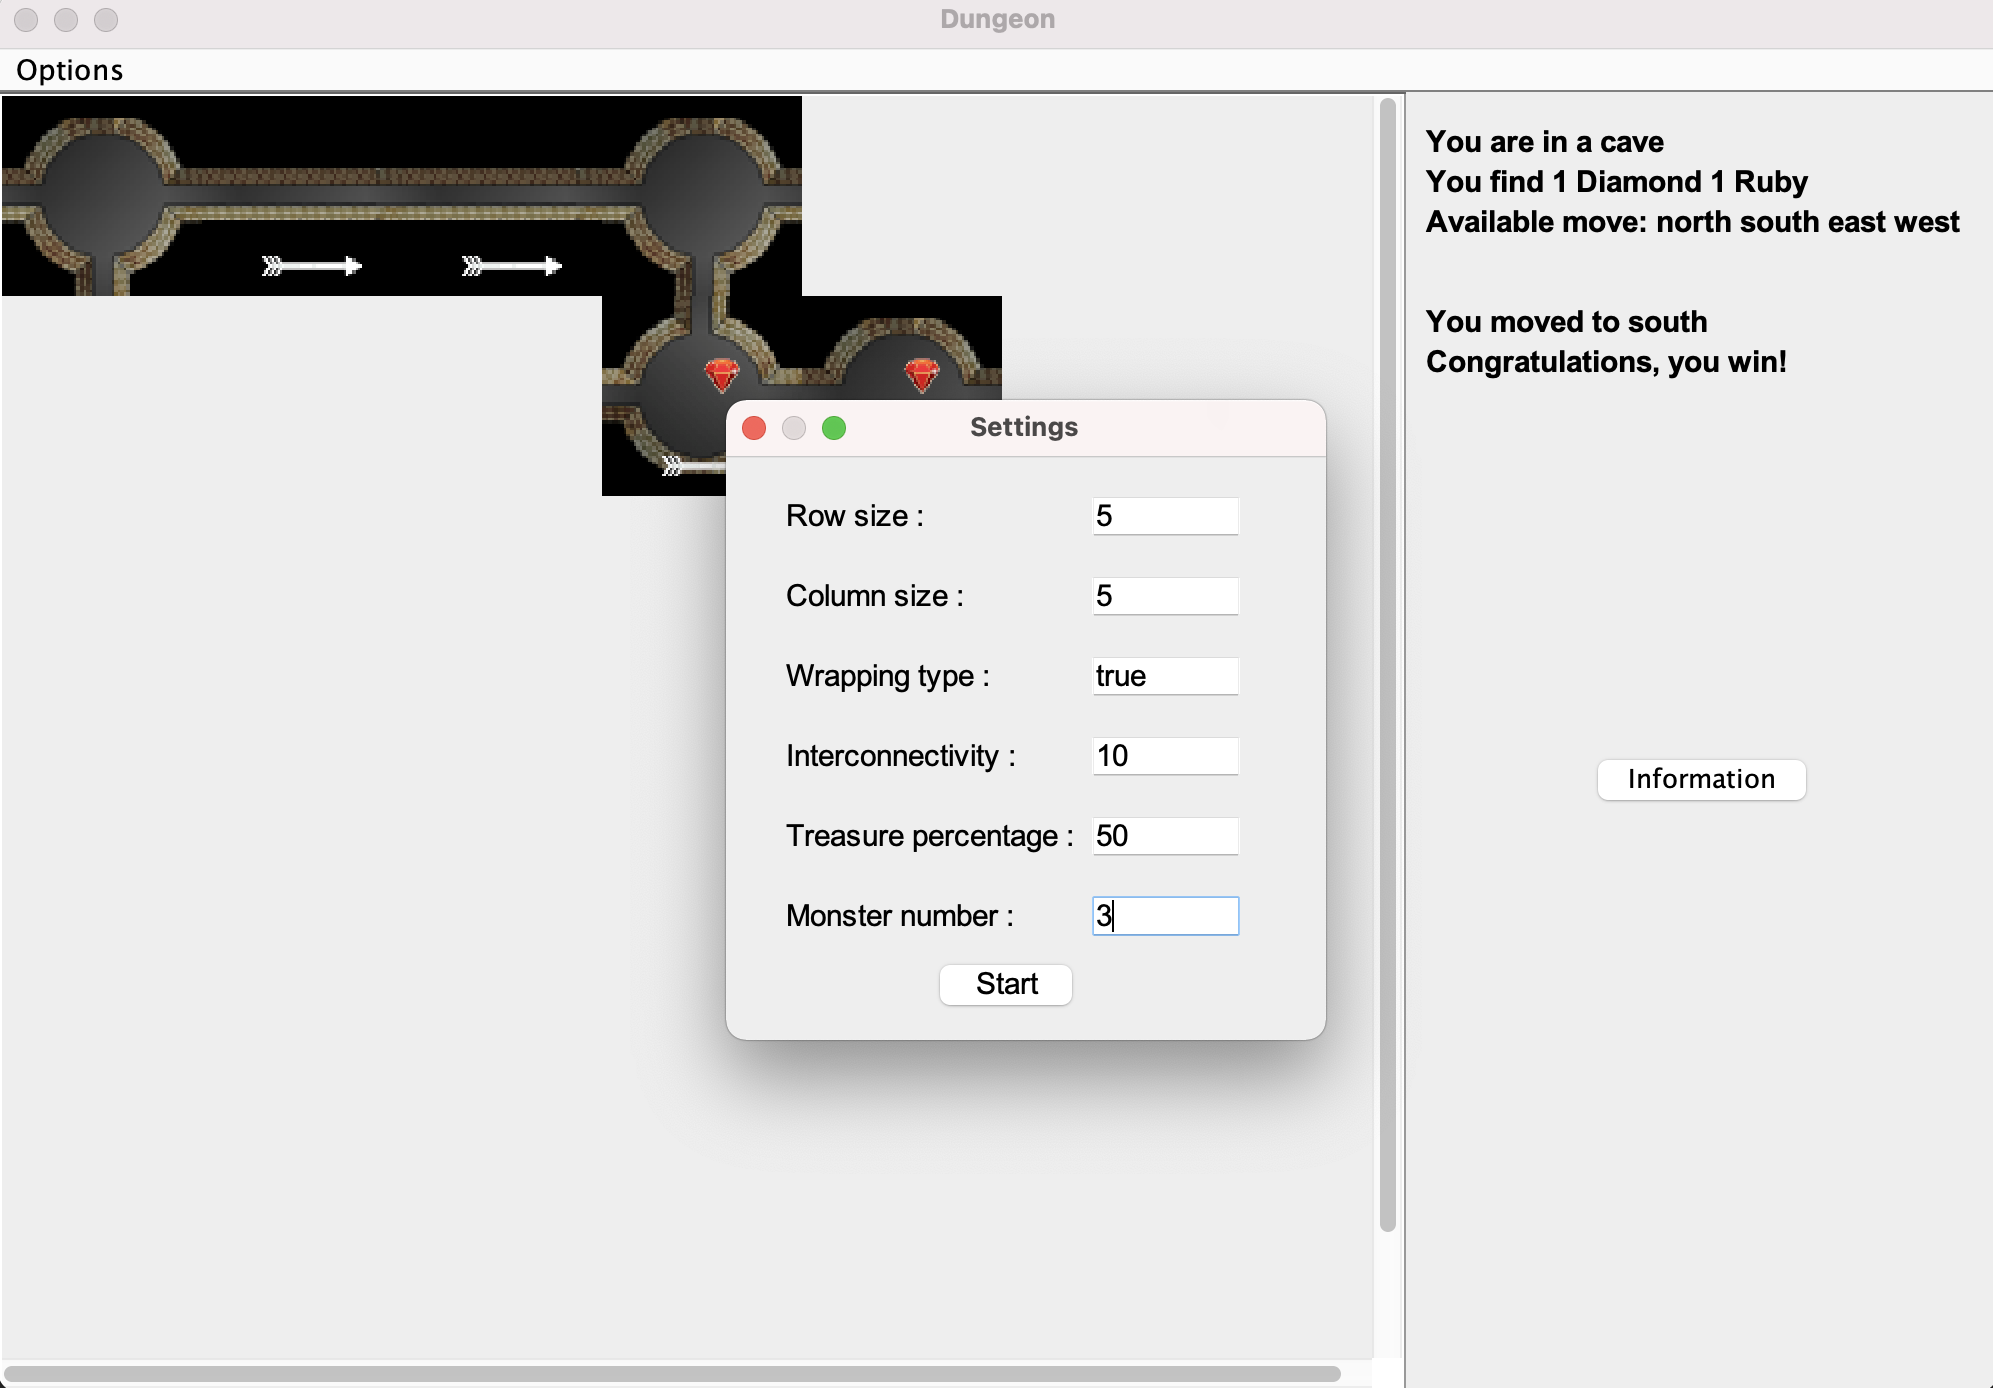 Dungeon
Options
You are in a cave
You find 1 Diamond 1 Ruby
Available move: north south east west
You moved to south
Congratulations, you win!
Settings
Row size : 5
Column size : 5
Wrapping type : true
Interconnectivity : 10
Treasure percentage : 50
Monster number : 3
Start
Information